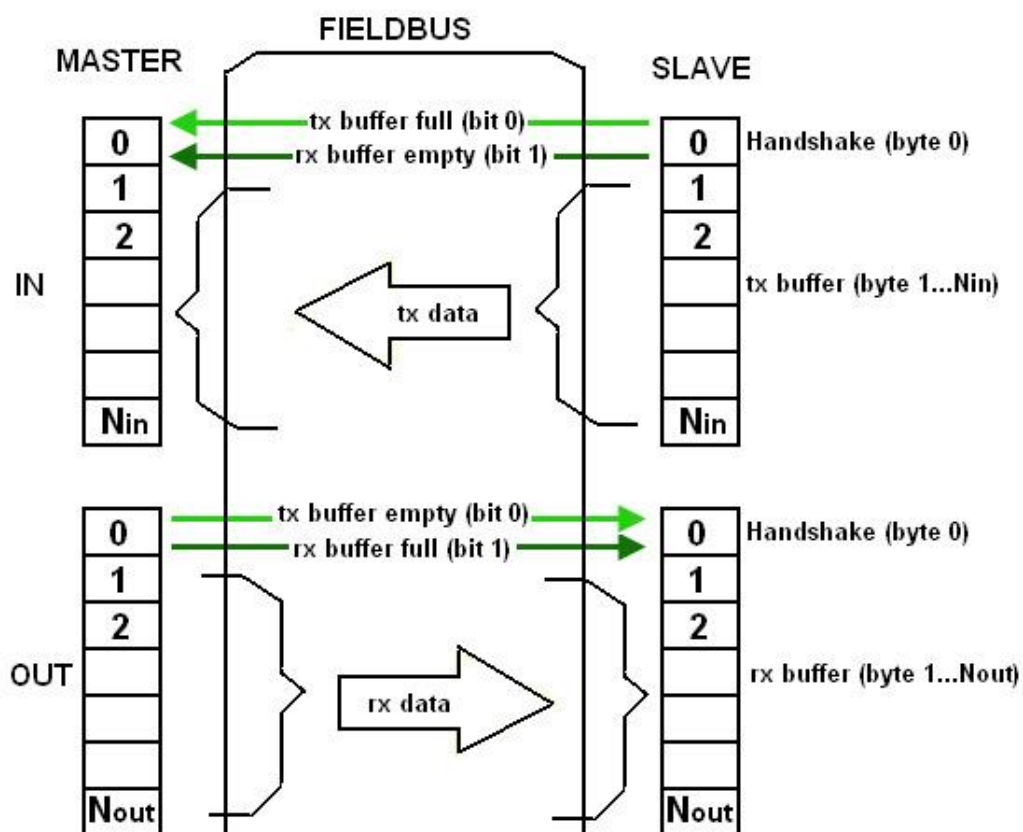 FIELDBUS
MASTER
SLAVE
tx buffer full (bit 0)
0
0
Handshake (byte 0)
rx buffer empty (bit 1)
1
1
2
2
IN
tx data
tx buffer (byte 1...Nin)
Nin
Nin
tx buffer empty (bit 0)
0
0
Handshake (byte 0)
rx buffer full (bit 1)
1
1
2
2
OUT
rx data
rx buffer (byte 1...Nout)
Nout
Nout